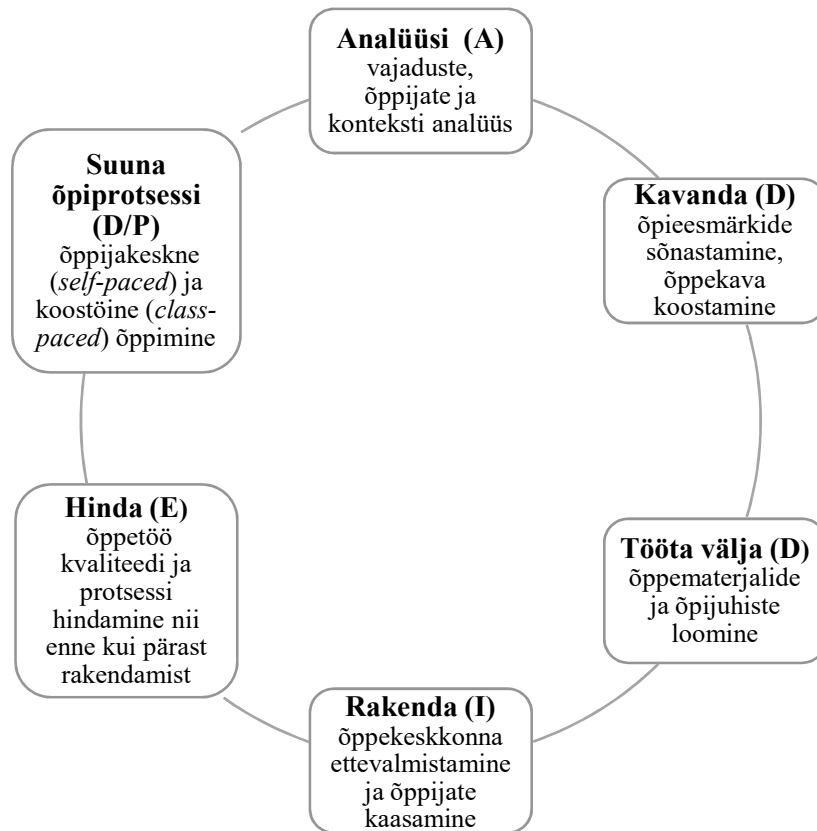 Analüüsi (A)
vajaduste,
õppijate ja
konteksti analüüs
Kavanda (D)
õpieesmärkide
sõnastamine,
õppekava
koostamine
Tööta välja (D)
õppematerjalide
ja õpijuhiste
loomine
Rakenda (I)
õppekeskkonna
ettevalmistamine
ja õppijate
kaasamine
Hinda (E)
õppetöö
kvaliteedi ja
protsessi
hindamine nii
enne kui pärast
rakendamist
Suuna
õpiprotsessi
(D/P)
õppijakeskne
(self-paced) ja
koostöine (class-
paced) õppimine